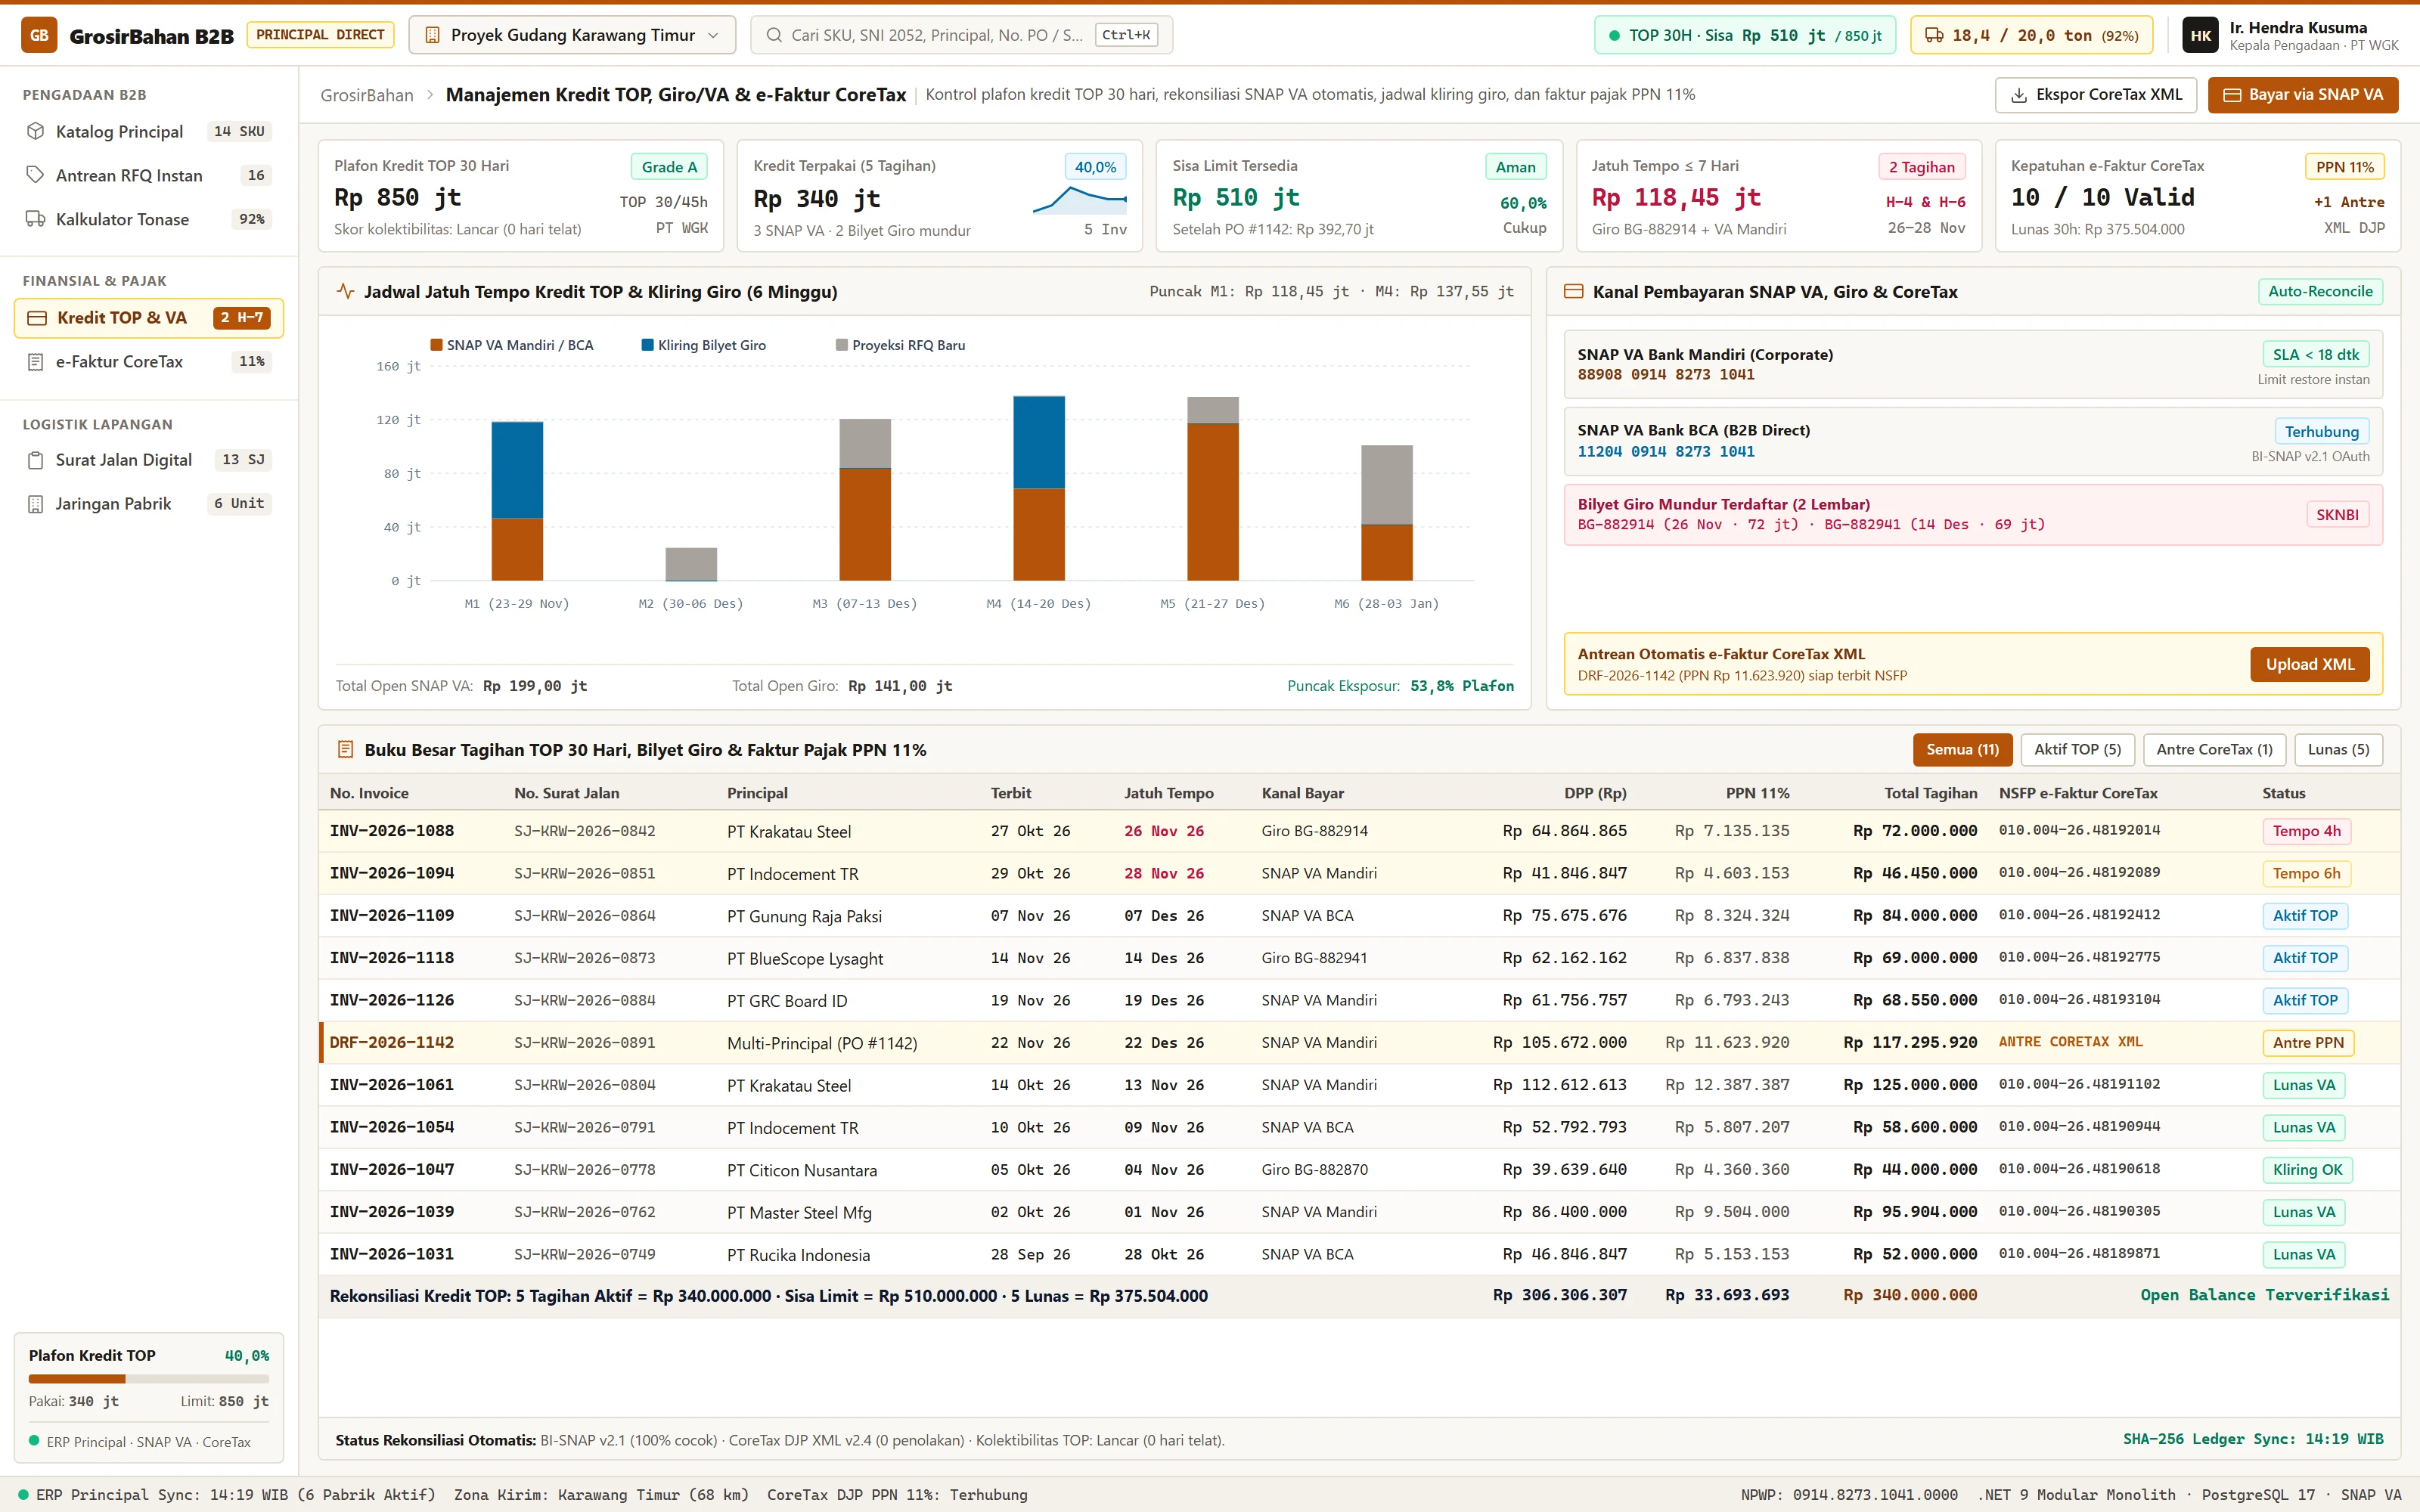 GB GrosirBahan B2B PRINCIPAL DIRECT Proyek Gudang Karawang Timur Cari SKU, SNI 2052, Principal, No. PO / S... Ctrl+K TOP 30H · Sisa Rp 510 jt / 850 jt 18,4 / 20,0 ton (92%) HK Ir. Hendra Kusuma
Kepala Pengadaan · PT WGK
PENGADAAN B2B
Katalog Principal 14 SKU
Antrean RFQ Instan 16
Kalkulator Tonase 92%
FINANSIAL & PAJAK
Kredit TOP & VA 2 H-7
e-Faktur CoreTax 11%
LOGISTIK LAPANGAN
Surat Jalan Digital 13 SJ
Jaringan Pabrik 6 Unit
Plafon Kredit TOP 40,0%
Pakai: 340 jt Limit: 850 jt
ERP Principal · SNAP VA · CoreTax
GrosirBahan > Manajemen Kredit TOP, Giro/VA & e-Faktur CoreTax | Kontrol plafon kredit TOP 30 hari, rekonsiliasi SNAP VA otomatis, jadwal kliring giro, dan faktur pajak PPN 11% Ekspor CoreTax XML Bayar via SNAP VA
Plafon Kredit TOP 30 Hari Grade A
Rp 850 jt TOP 30/45h
Skor kolektibilitas: Lancar (0 hari telat) PT WGK
Kredit Terpakai (5 Tagihan) 40,0%
Rp 340 jt
3 SNAP VA · 2 Bilyet Giro mundur 5 Inv
Sisa Limit Tersedia Aman
Rp 510 jt 60,0%
Setelah PO #1142: Rp 392,70 jt Cukup
Jatuh Tempo ≤ 7 Hari 2 Tagihan
Rp 118,45 jt H-4 & H-6
Giro BG-882914 + VA Mandiri 26-28 Nov
Kepatuhan e-Faktur CoreTax PPN 11%
10 / 10 Valid +1 Antre
Lunas 30h: Rp 375.504.000 XML DJP
Jadwal Jatuh Tempo Kredit TOP & Kliring Giro (6 Minggu) Puncak M1: Rp 118,45 jt · M4: Rp 137,55 jt
SNAP VA Mandiri / BCA Kliring Bilyet Giro Proyeksi RFQ Baru
160 jt
120 jt
80 jt
40 jt
0 jt
M1 (23-29 Nov) M2 (30-06 Des) M3 (07-13 Des) M4 (14-20 Des) M5 (21-27 Des) M6 (28-03 Jan)
Total Open SNAP VA: Rp 199,00 jt Total Open Giro: Rp 141,00 jt Puncak Eksposur: 53,8% Plafon
Kanal Pembayaran SNAP VA, Giro & CoreTax Auto-Reconcile
SNAP VA Bank Mandiri (Corporate) SLA < 18 dtk
88908 0914 8273 1041 Limit restore instan
SNAP VA Bank BCA (B2B Direct) Terhubung
11204 0914 8273 1041 BI-SNAP v2.1 OAuth
Bilyet Giro Mundur Terdaftar (2 Lembar) SKNBI
BG-882914 (26 Nov · 72 jt) · BG-882941 (14 Des · 69 jt)
Antrean Otomatis e-Faktur CoreTax XML Upload XML
DRF-2026-1142 (PPN Rp 11.623.920) siap terbit NSFP
Buku Besar Tagihan TOP 30 Hari, Bilyet Giro & Faktur Pajak PPN 11% Semua (11) Aktif TOP (5) Antre CoreTax (1) Lunas (5)
No. Invoice No. Surat Jalan Principal Terbit Jatuh Tempo Kanal Bayar DPP (Rp) PPN 11% Total Tagihan NSFP e-Faktur CoreTax Status
INV-2026-1088 SJ-KRW-2026-0842 PT Krakatau Steel 27 Okt 26 26 Nov 26 Giro BG-882914 Rp 64.864.865 Rp 7.135.135 Rp 72.000.000 010.004-26.48192014 Tempo 4h
INV-2026-1094 SJ-KRW-2026-0851 PT Indocement TR 29 Okt 26 28 Nov 26 SNAP VA Mandiri Rp 41.846.847 Rp 4.603.153 Rp 46.450.000 010.004-26.48192089 Tempo 6h
INV-2026-1109 SJ-KRW-2026-0864 PT Gunung Raja Paksi 07 Nov 26 07 Des 26 SNAP VA BCA Rp 75.675.676 Rp 8.324.324 Rp 84.000.000 010.004-26.48192412 Aktif TOP
INV-2026-1118 SJ-KRW-2026-0873 PT BlueScope Lysaght 14 Nov 26 14 Des 26 Giro BG-882941 Rp 62.162.162 Rp 6.837.838 Rp 69.000.000 010.004-26.48192775 Aktif TOP
INV-2026-1126 SJ-KRW-2026-0884 PT GRC Board ID 19 Nov 26 19 Des 26 SNAP VA Mandiri Rp 61.756.757 Rp 6.793.243 Rp 68.550.000 010.004-26.48193104 Aktif TOP
DRF-2026-1142 SJ-KRW-2026-0891 Multi-Principal (PO #1142) 22 Nov 26 22 Des 26 SNAP VA Mandiri Rp 105.672.000 Rp 11.623.920 Rp 117.295.920 ANTRE CORETAX XML Antre PPN
INV-2026-1061 SJ-KRW-2026-0804 PT Krakatau Steel 14 Okt 26 13 Nov 26 SNAP VA Mandiri Rp 112.612.613 Rp 12.387.387 Rp 125.000.000 010.004-26.48191102 Lunas VA
INV-2026-1054 SJ-KRW-2026-0791 PT Indocement TR 10 Okt 26 09 Nov 26 SNAP VA BCA Rp 52.792.793 Rp 5.807.207 Rp 58.600.000 010.004-26.48190944 Lunas VA
INV-2026-1047 SJ-KRW-2026-0778 PT Citicon Nusantara 05 Okt 26 04 Nov 26 Giro BG-882870 Rp 39.639.640 Rp 4.360.360 Rp 44.000.000 010.004-26.48190618 Kliring OK
INV-2026-1039 SJ-KRW-2026-0762 PT Master Steel Mfg 02 Okt 26 01 Nov 26 SNAP VA Mandiri Rp 86.400.000 Rp 9.504.000 Rp 95.904.000 010.004-26.48190305 Lunas VA
INV-2026-1031 SJ-KRW-2026-0749 PT Rucika Indonesia 28 Sep 26 28 Okt 26 SNAP VA BCA Rp 46.846.847 Rp 5.153.153 Rp 52.000.000 010.004-26.48189871 Lunas VA
Rekonsiliasi Kredit TOP: 5 Tagihan Aktif = Rp 340.000.000 · Sisa Limit = Rp 510.000.000 · 5 Lunas = Rp 375.504.000 Rp 306.306.307 Rp 33.693.693 Rp 340.000.000 Open Balance Terverifikasi
Status Rekonsiliasi Otomatis: BI-SNAP v2.1 (100% cocok) · CoreTax DJP XML v2.4 (0 penolakan) · Kolektibilitas TOP: Lancar (0 hari telat). SHA-256 Ledger Sync: 14:19 WIB
ERP Principal Sync: 14:19 WIB (6 Pabrik Aktif) Zona Kirim: Karawang Timur (68 km) CoreTax DJP PPN 11%: Terhubung NPWP: 0914.8273.1041.0000 .NET 9 Modular Monolith · PostgreSQL 17 · SNAP VA